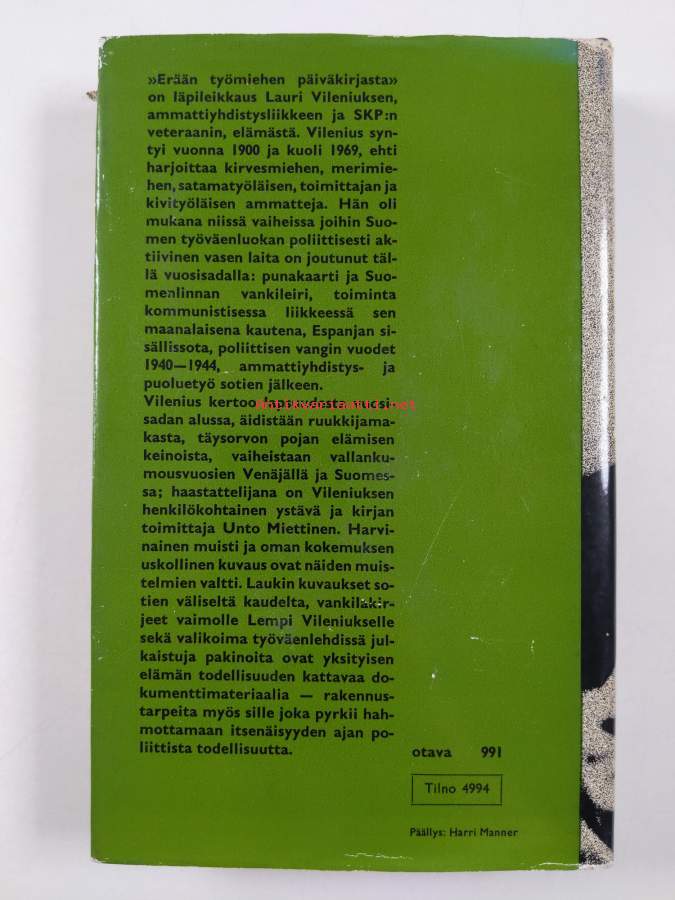 »Erään työmiehen päiväkirjasta»
on läpileikkaus Lauri Vileniuksen,
ammattiyhdistysliikkeen ja SKP:n
veteraanin, elämästä. Vilenius syn-
tyi vuonna 1900 ja kuoli 1969, ehti
harjoittaa kirvesmiehen, merimie-
hen, satamatyöläisen, toimittajan ja
kivityöläisen ammatteja. Hän oli
mukana niissä vaiheissa joihin Suo-
men työväenluokan poliittisesti ak-
tiivinen vasen laita on joutunut täl-
lä vuosisadalla: punakaarti ja Suo-
menlinnan vankileiri, toiminta
kommunistisessa liikkeessä sen
maanalaisena kautena, Espanjan si-
sällissota, poliittisen vangin vuodet
1940—1944, ammattiyhdistys- ja
puoluetyö sotien jälkeen.
Vilenius kertoo lapsuudesta vuosi-
sadan alussa, äidistään ruukkijama-
kasta, täysorvon pojan elämisen
keinoista, vaiheistaan vallanku-
mousvuosien Venäjällä ja Suomes-
sa; haastattelijana on Vileniuksen
henkilökohtainen ystävä ja kirjan
toimittaja Unto Miettinen. Harvi-
nainen muisti ja oman kokemuksen
uskollinen kuvaus ovat näiden muis-
telmien valtti. Laukin kuvaukset so-
tien väliseltä kaudelta, vankilakir-
jeet vaimolle Lempi Vileniukselle
sekä valikoima työväenlehdissä jul-
kaistuja pakinoita ovat yksityisen
elämän todellisuuden kattavaa do-
kumenttimateriaalia — rakennus-
tarpeita myös sille joka pyrkii hah-
mottamaan itsenäisyyden ajan po-
liittista todellisuutta.
otava 991
Tilno 4994
Päällys: Harri Manner